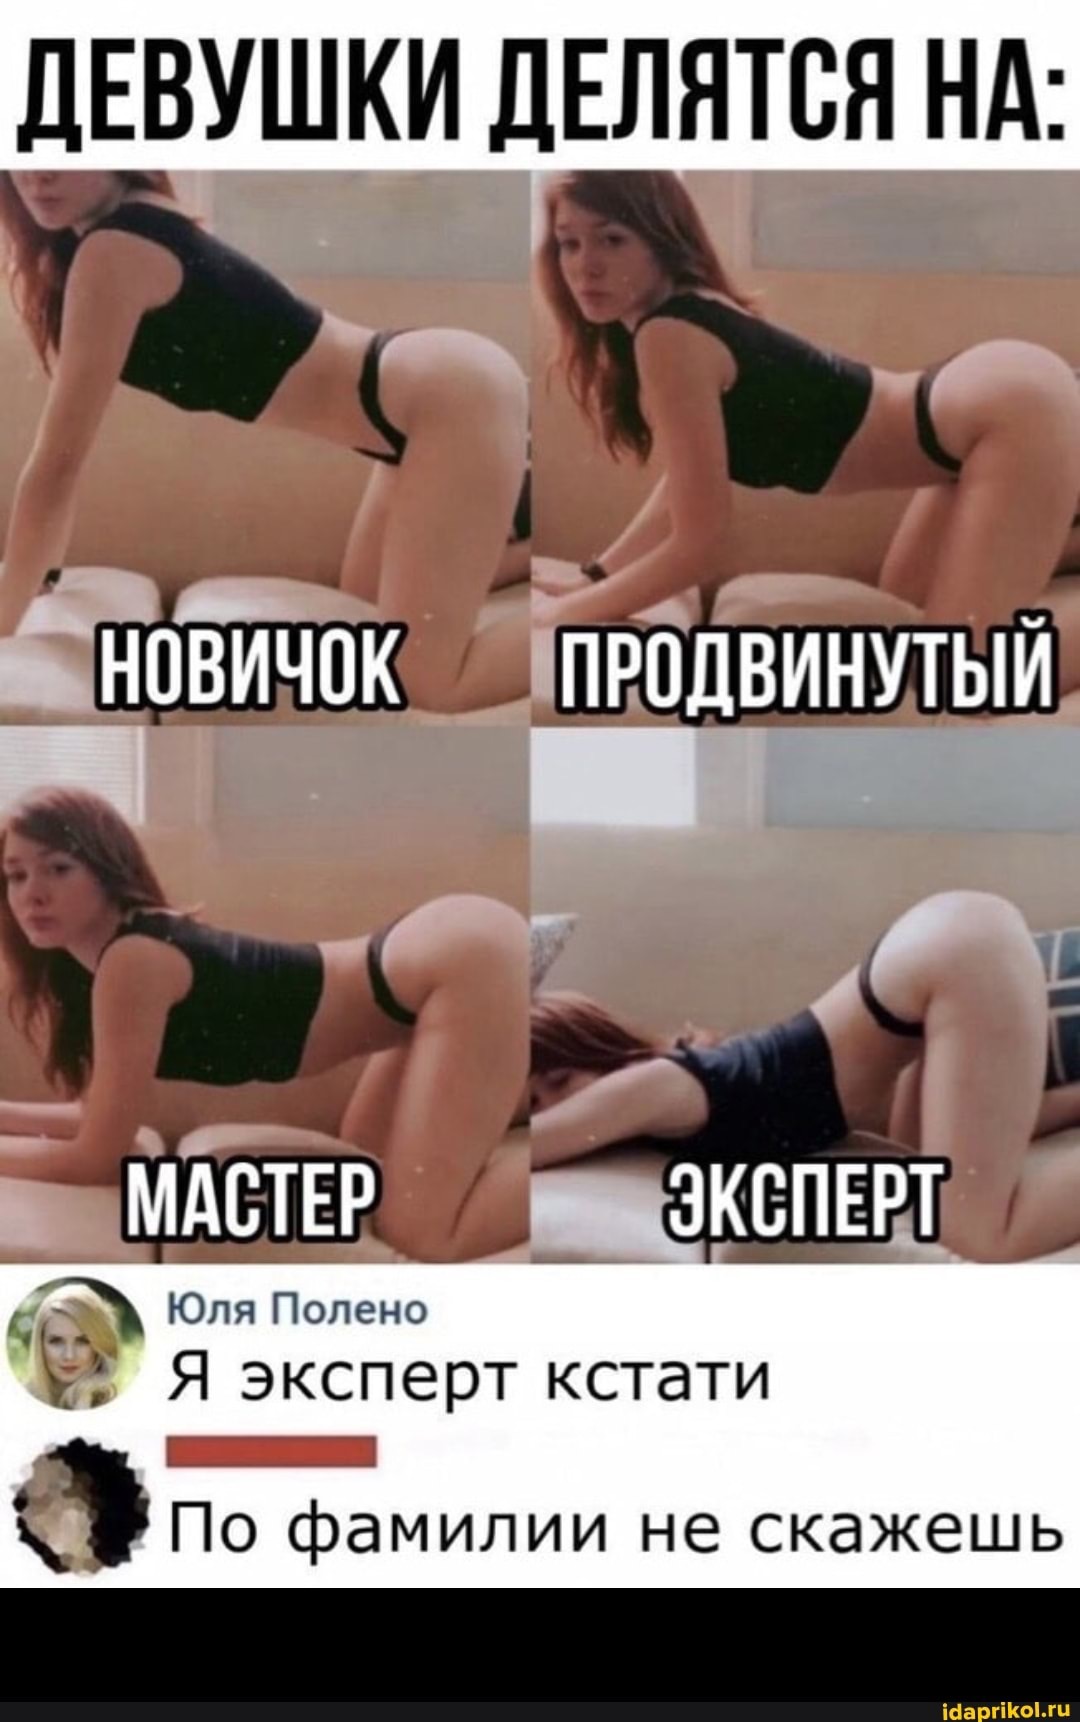 ДЕВУШКИ ДЕЛЯТСЯ НА:
НОВИЧОК
ПРОДВИНУТЫЙ
МАСТЕР
ЭКСПЕРТ
Юля Полено
Я эксперт кстати
По фамилии не скажешь
idaprikol.ru